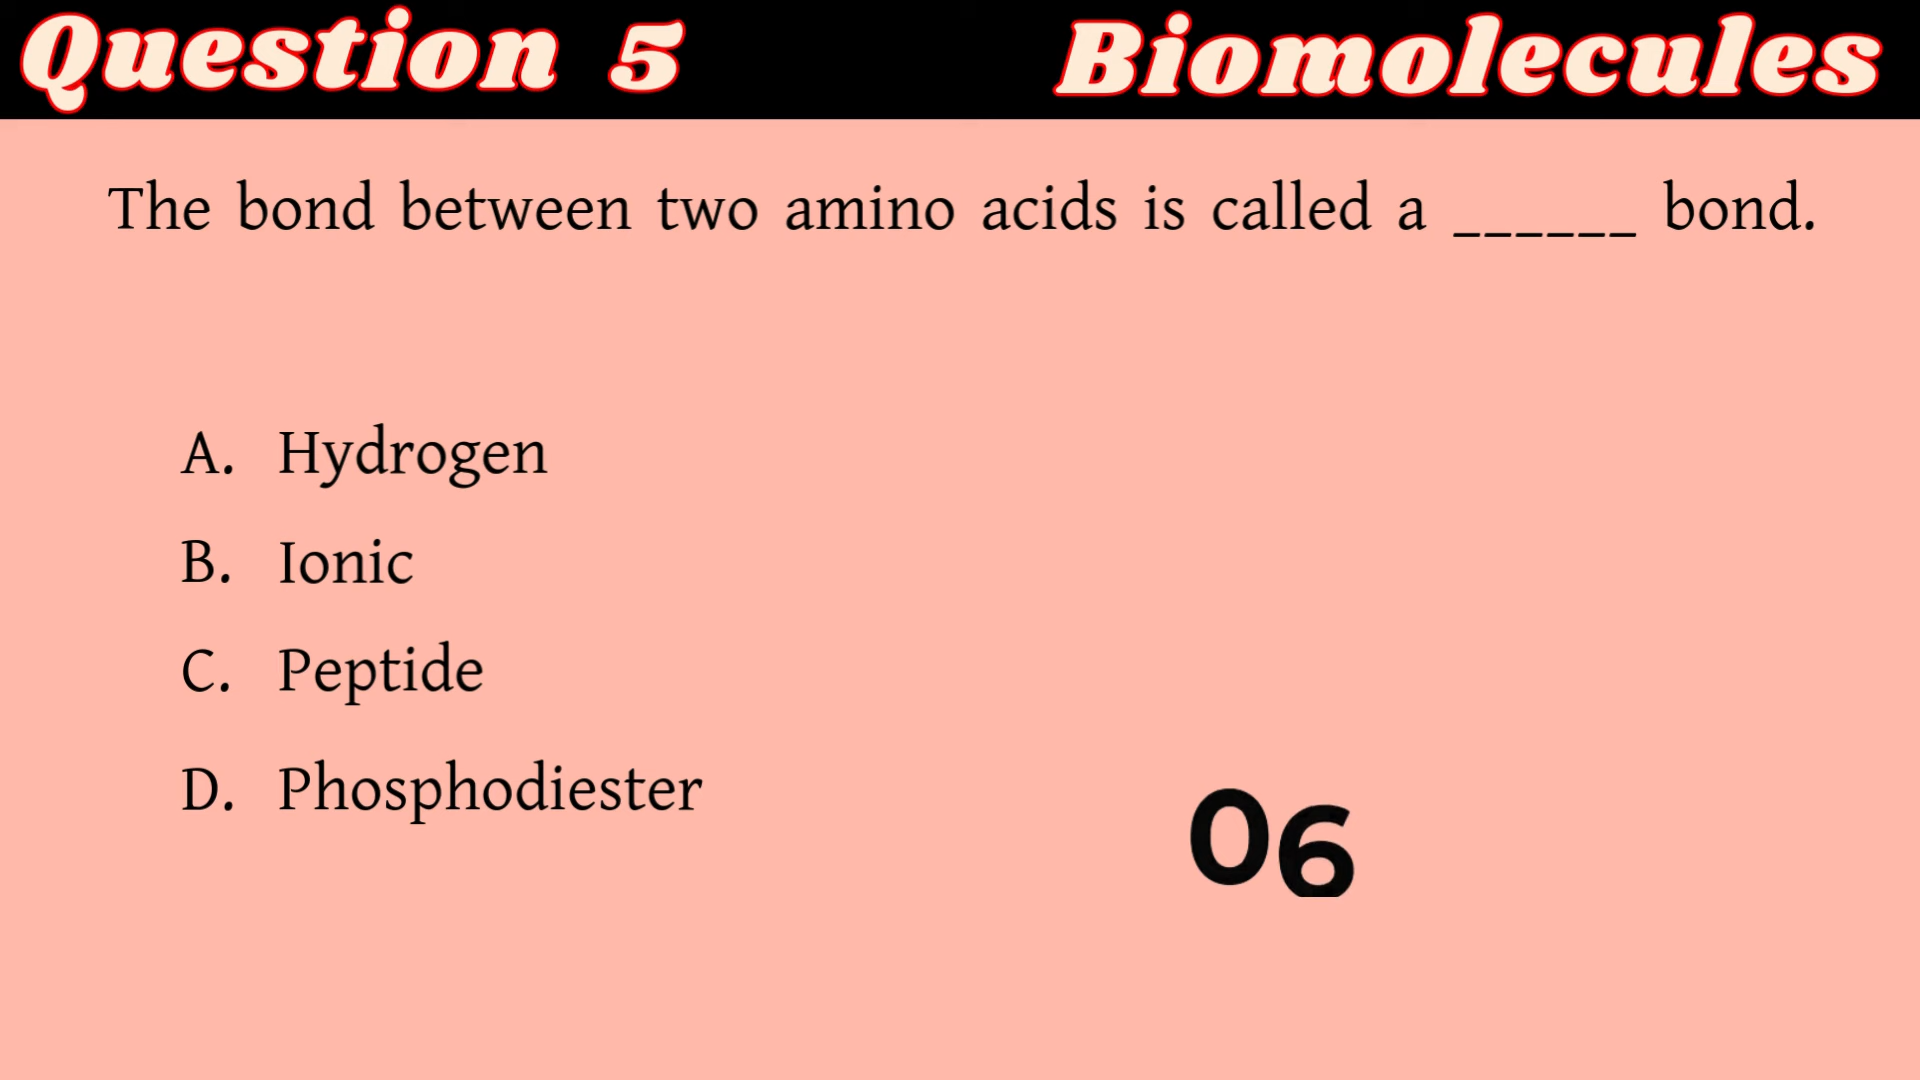 Question 5 Biomolecules
The bond between two amino acids is called a ______ bond.
A. Hydrogen
B. Ionic
C. Peptide
D. Phosphodiester
06